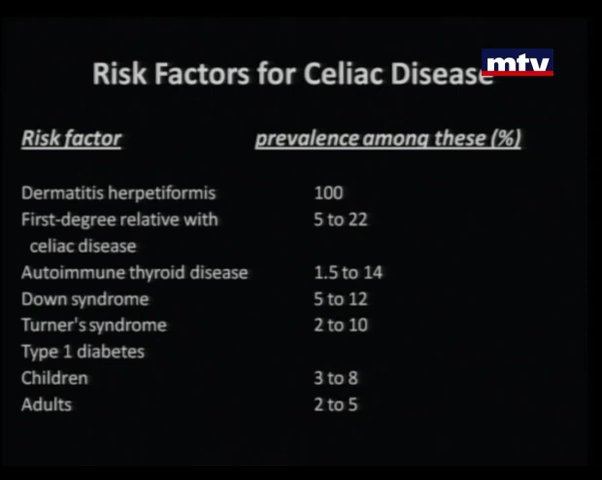 mtv
Risk Factors for Celiac Disease
Risk factor prevalence among these (%)
Dermatitis herpetiformis 100
First-degree relative with 5 to 22
celiac disease
Autoimmune thyroid disease 1.5 to 14
Down syndrome 5 to 12
Turner's syndrome 2 to 10
Type 1 diabetes
Children 3 to 8
Adults 2 to 5